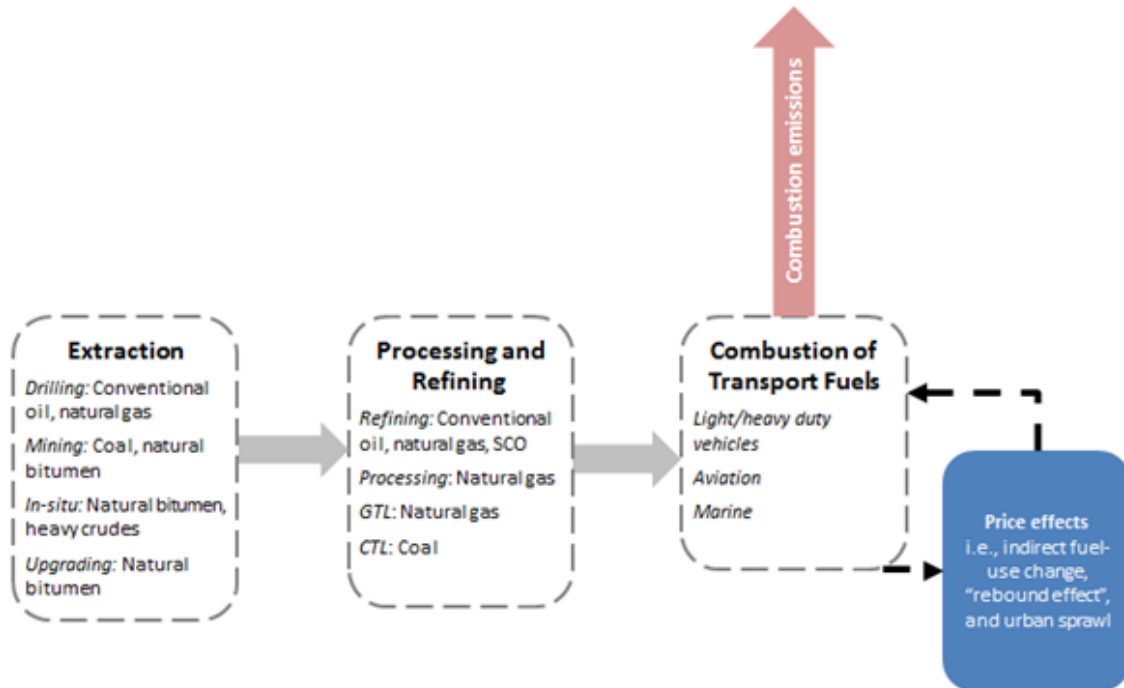 Combustion emissions
Extraction
Drilling: Conventional
oil, natural gas
Mining: Coal, natural
bitumen
In-situ: Natural bitumen,
heavy crudes
Upgrading: Natural
bitumen
Processing and
Refining
Refining: Conventional
oil, natural gas, SCO
Processing: Natural gas
GTL: Natural gas
CTL: Coal
Combustion of
Transport Fuels
Light/heavy duty
vehicles
Aviation
Marine
Price effects
i.e., indirect fuel-
use change,
“rebound effect”,
and urban sprawl